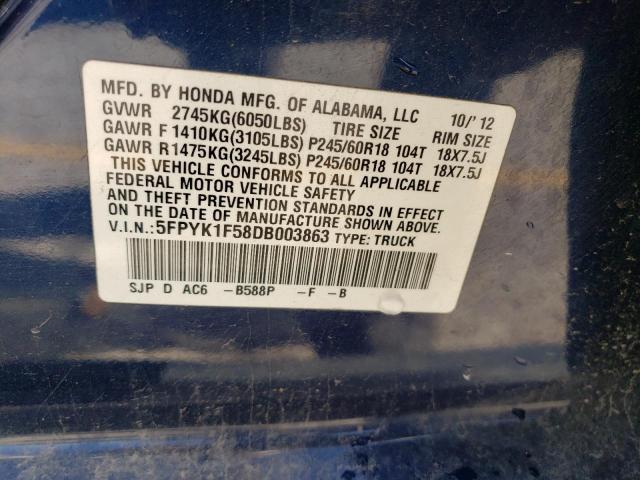 MFD. BY HONDA MFG. OF ALABAMA, LLC 10/'12
GVWR 2745KG(6050LBS) TIRE SIZE RIM SIZE
GAWR F 1410KG(3105LBS) P245/60R18 104T 18X7.5J
GAWR R 1475KG(3245LBS) P245/60R18 104T 18X7.5J
THIS VEHICLE CONFORMS TO ALL APPLICABLE
FEDERAL MOTOR VEHICLE SAFETY
AND THEFT PREVENTION STANDARDS IN EFFECT
ON THE DATE OF MANUFACTURE SHOWN ABOVE.
V.I.N.:5FPYK1F58DB003863 TYPE: TRUCK
SJP D AC6 -B588P -F -B